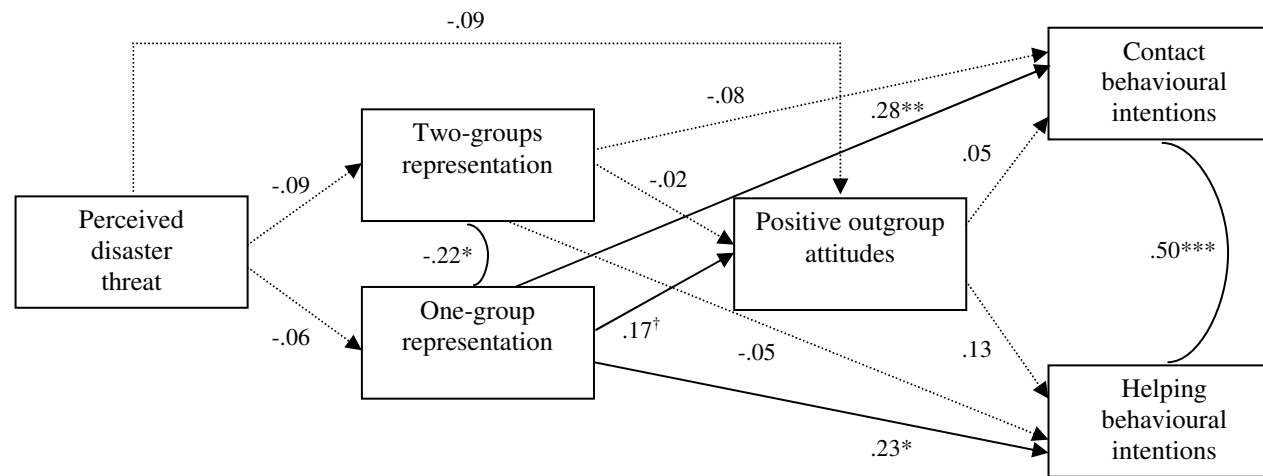 -.09
Contact
behavioural
intentions
-.08
.28**
Two-groups
representation
.05
-.09
-.02
Perceived
disaster
threat
Positive outgroup
attitudes
-.22*
.50***
One-group
representation
-.06
.17†
-.05
.13
Helping
behavioural
intentions
.23*